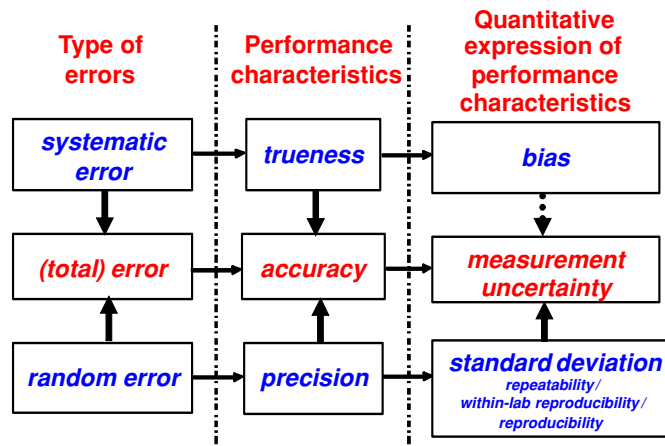 Type of
errors
Performance
characteristics
Quantitative
expression of
performance
characteristics
systematic
error
trueness
bias
(total) error
accuracy
measurement
uncertainty
random error
precision
standard deviation
repeatability/
within-lab reproducibility/
reproducibility